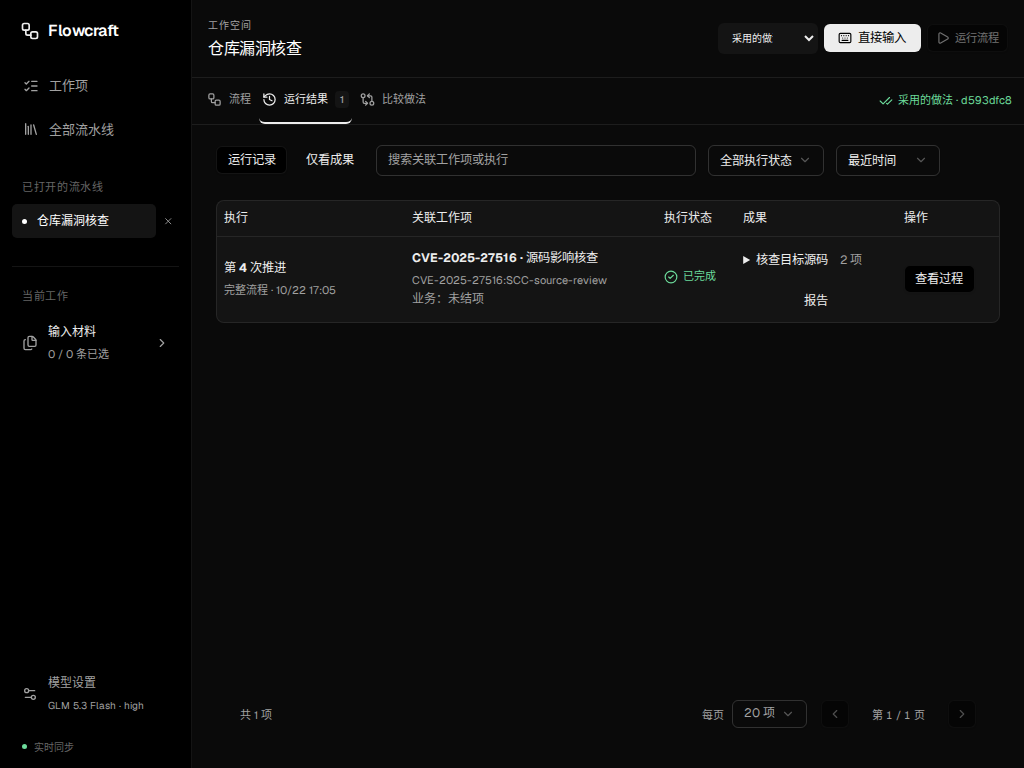 Flowcraft
工作项
全部流水线
已打开的流水线
仓库漏洞核查
当前工作
输入材料
0 / 0 条已选
模型设置
GLM 5.3 Flash · high
实时同步
工作空间
仓库漏洞核查
采用的做
直接输入
运行流程
流程
运行结果 1
比较做法
采用的做法 · d593dfc8
运行记录
仅看成果
搜索关联工作项或执行
全部执行状态
最近时间
执行 关联工作项 执行状态 成果 操作
第 4 次推进
完整流程 · 10/22 17:05
CVE-2025-27516 · 源码影响核查
CVE-2025-27516:SCC-source-review
业务：未结项
已完成
核查目标源码 2 项
报告
查看过程
共 1 项
每页 20 项
第 1 / 1 页